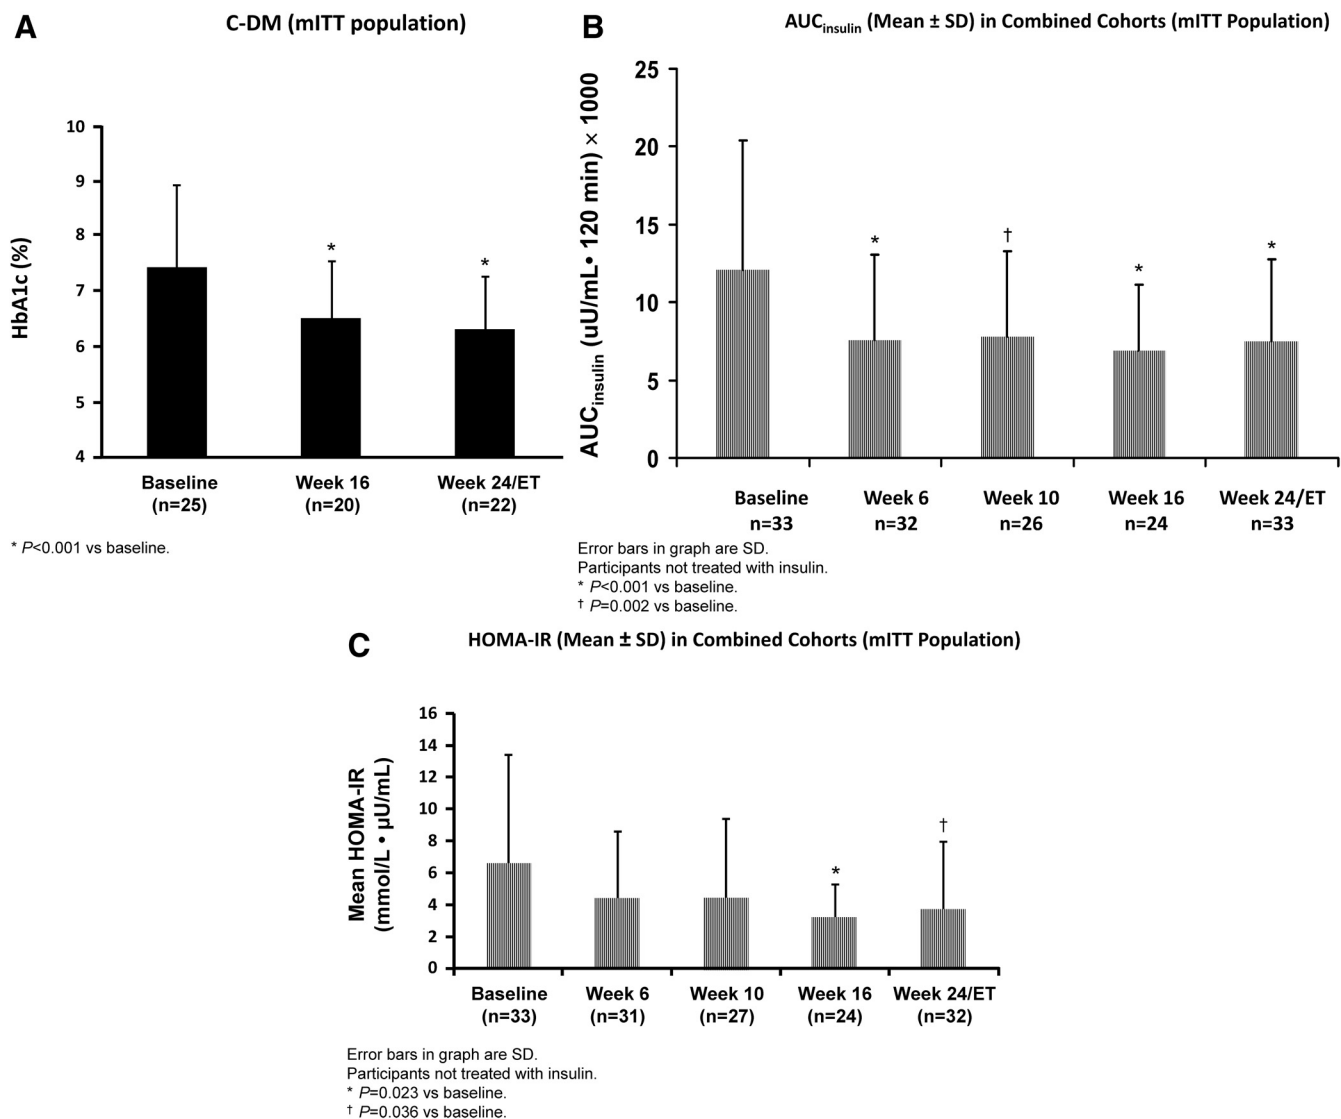 A
C-DM (mITT population)
HbA1c (%)
10
9
8
7
6
5
4
*
*
Baseline
(n=25)
Week 16
(n=20)
Week 24/ET
(n=22)
* P<0.001 vs baseline.
B
AUCinsulin (Mean ± SD) in Combined Cohorts (mITT Population)
AUCinsulin (uU/mL• 120 min) × 1000
25
20
15
10
5
0
*
†
*
*
Baseline
n=33
Week 6
n=32
Week 10
n=26
Week 16
n=24
Week 24/ET
n=33
Error bars in graph are SD.
Participants not treated with insulin.
* P<0.001 vs baseline.
† P=0.002 vs baseline.
C
HOMA-IR (Mean ± SD) in Combined Cohorts (mITT Population)
Mean HOMA-IR
(mmol/L • μU/mL)
16
14
12
10
8
6
4
2
0
*
†
Baseline
(n=33)
Week 6
(n=31)
Week 10
(n=27)
Week 16
(n=24)
Week 24/ET
(n=32)
Error bars in graph are SD.
Participants not treated with insulin.
* P=0.023 vs baseline.
† P=0.036 vs baseline.